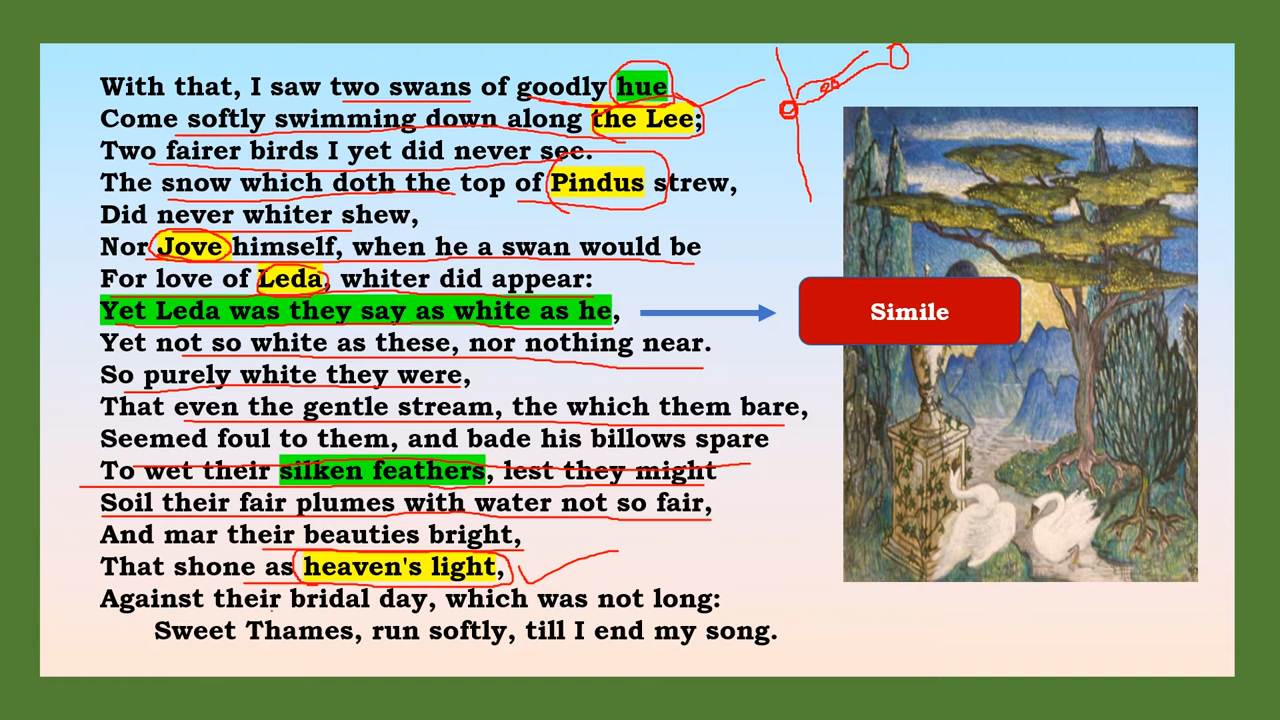 With that, I saw two swans of goodly hue
Come softly swimming down along the Lee;
Two fairer birds I yet did never see.
The snow which doth the top of Pindus strew,
Did never whiter shew,
Nor Jove himself, when he a swan would be
For love of Leda, whiter did appear:
Yet Leda was they say as white as he,
Simile
Yet not so white as these, nor nothing near.
So purely white they were,
That even the gentle stream, the which them bare,
Seemed foul to them, and bade his billows spare
To wet their silken feathers, lest they might
Soil their fair plumes with water not so fair,
And mar their beauties bright,
That shone as heaven's light,
Against their bridal day, which was not long:
Sweet Thames, run softly, till I end my song.